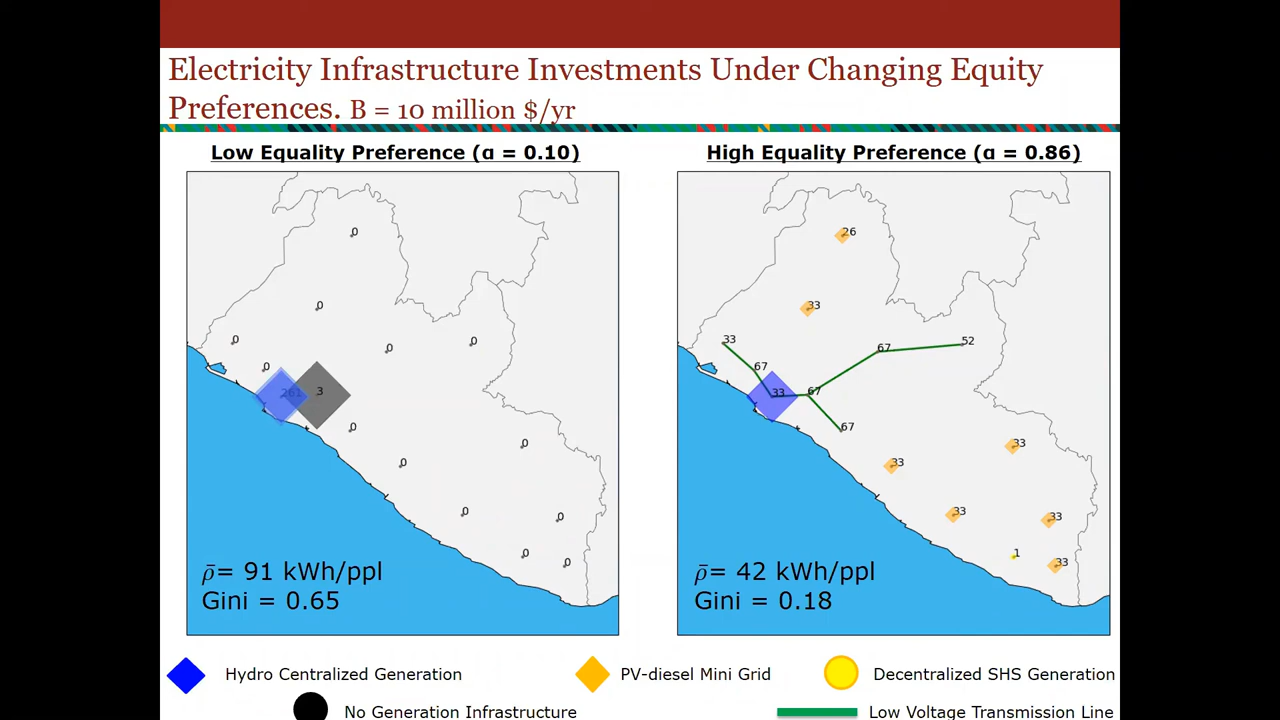 Electricity Infrastructure Investments Under Changing Equity
Preferences. B = 10 million $/yr
Low Equality Preference (α = 0.10)
0
0
0
0
0
0
261
3
0
0
0
0
0
0
0
ρ̄= 91 kWh/ppl
Gini = 0.65
High Equality Preference (α = 0.86)
26
33
33
67
52
67
33
67
67
33
33
33
33
1
33
ρ̄= 42 kWh/ppl
Gini = 0.18
Hydro Centralized Generation
PV-diesel Mini Grid
Decentralized SHS Generation
No Generation Infrastructure
Low Voltage Transmission Line